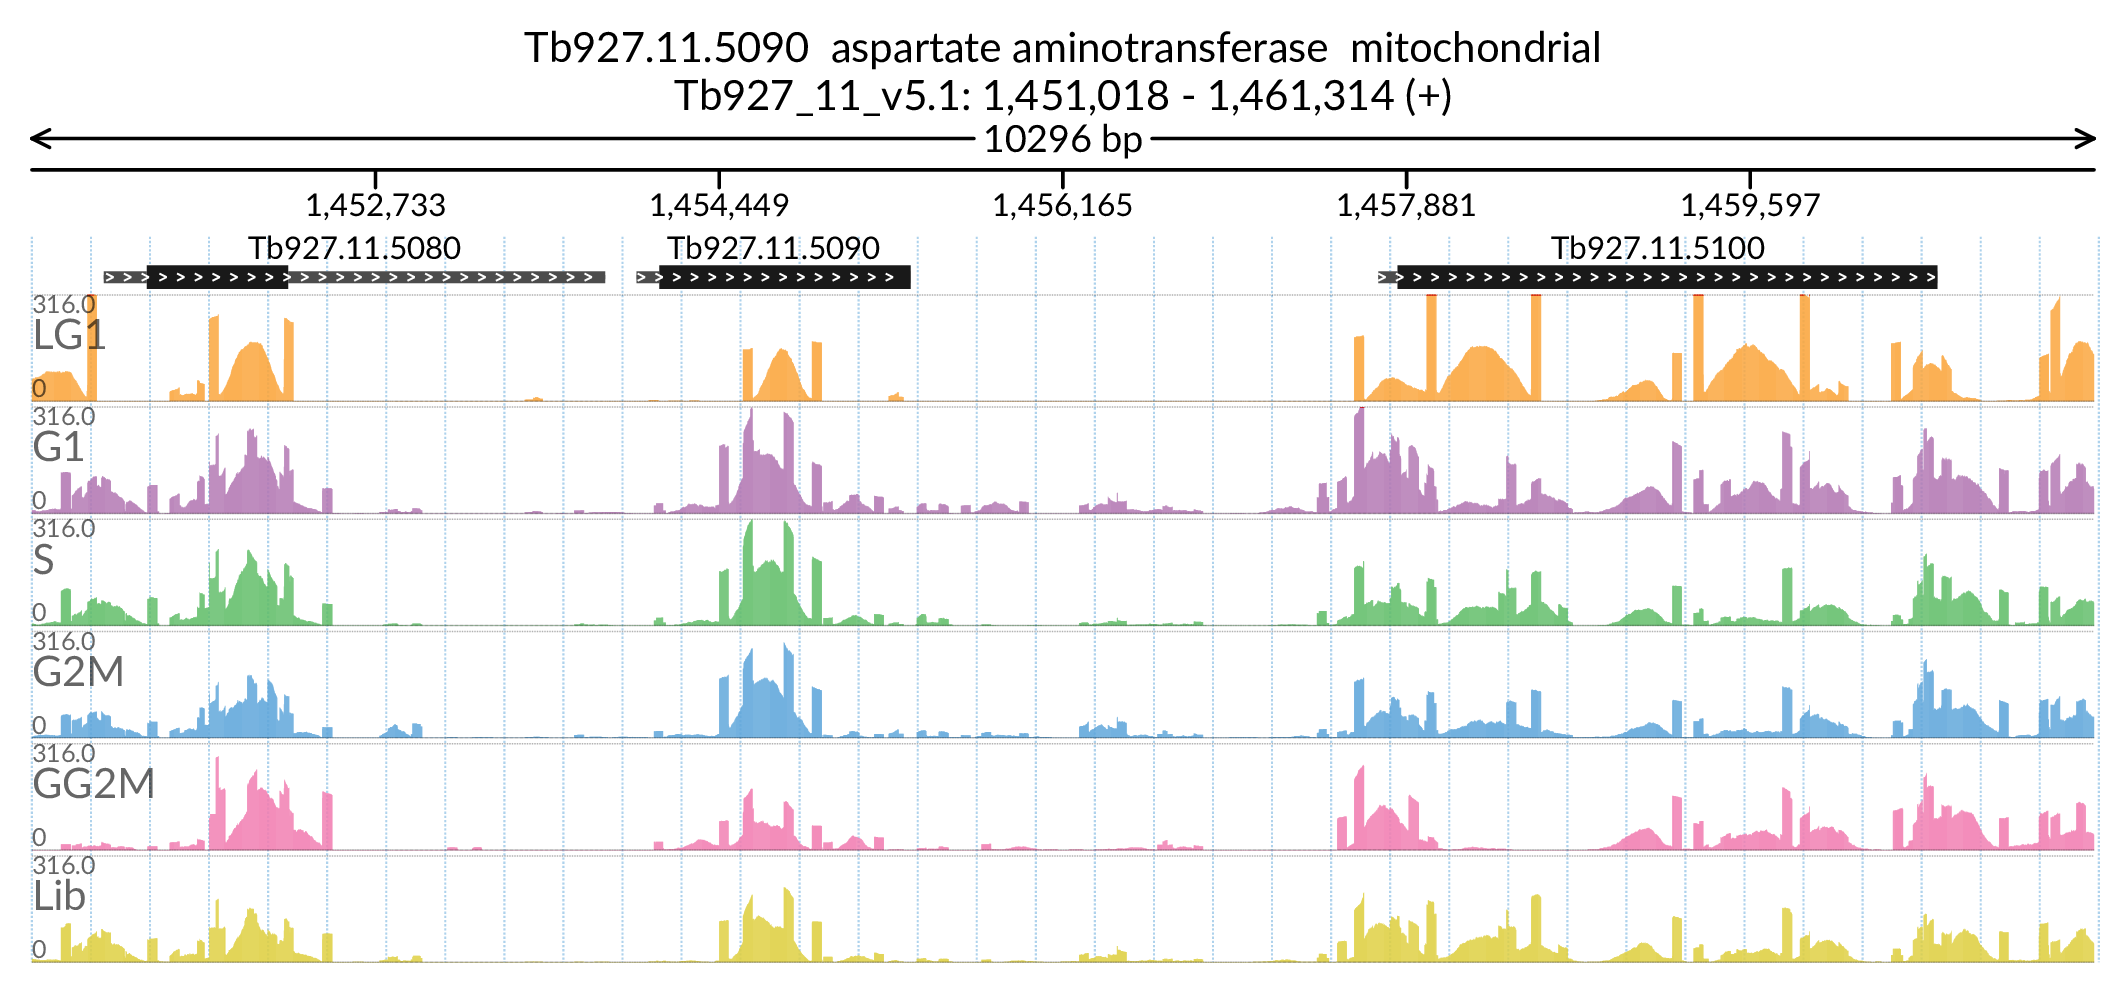 Tb927.11.5090 aspartate aminotransferase mitochondrial
Tb927_11_v5.1: 1,451,018 - 1,461,314 (+)
10296 bp
1,452,733 1,454,449 1,456,165 1,457,881 1,459,597
Tb927.11.5080 Tb927.11.5090 Tb927.11.5100
316.0
LG1
0
316.0
G1
0
316.0
S
0
316.0
G2M
0
316.0
GG2M
0
316.0
Lib
0